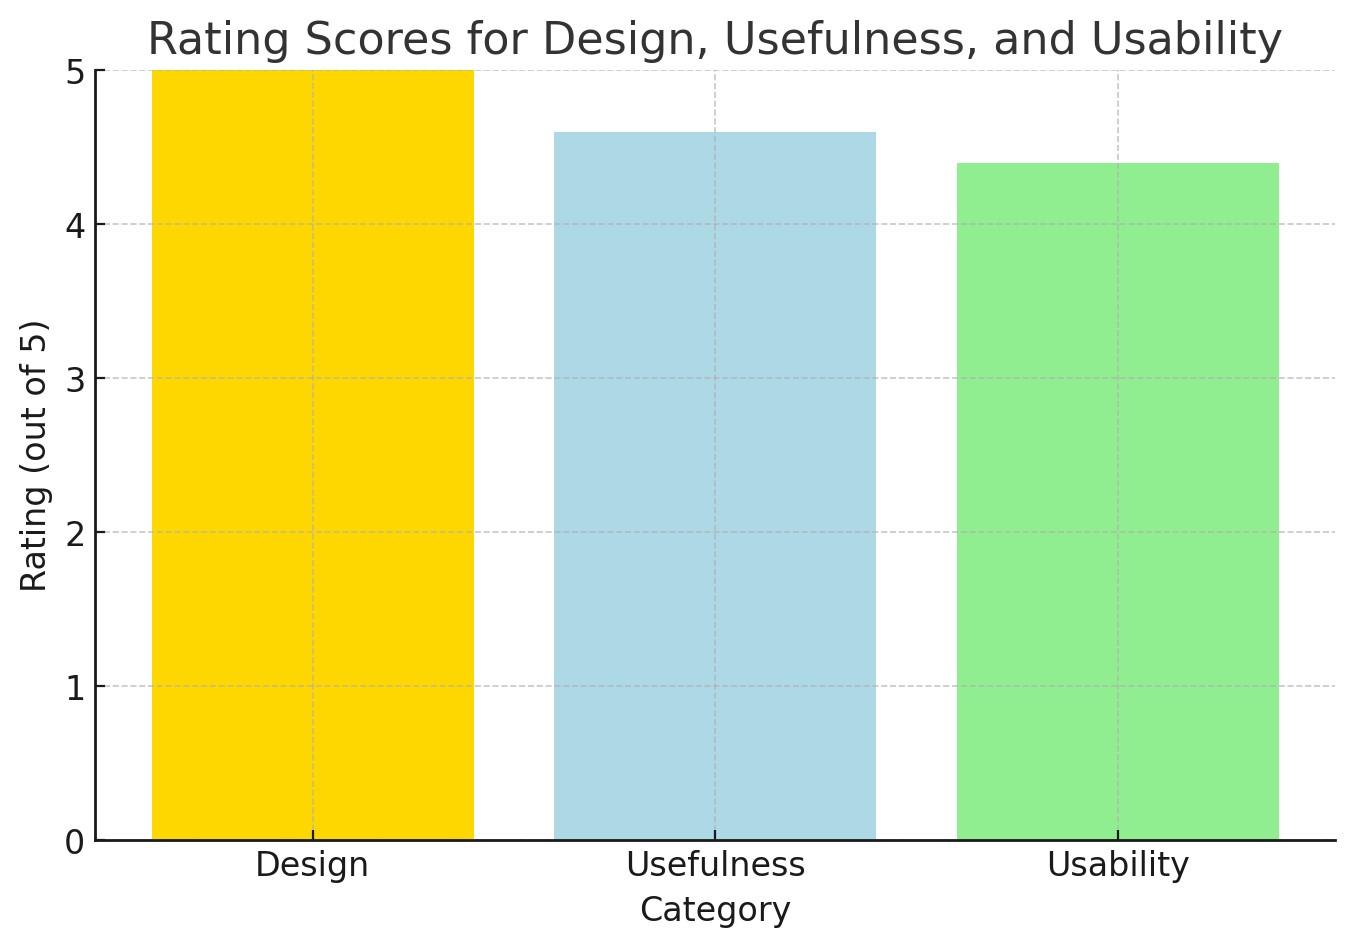 Rating Scores for Design, Usefulness, and Usability
5
4
3
2
1
0
Rating (out of 5)
Design Usefulness Usability
Category